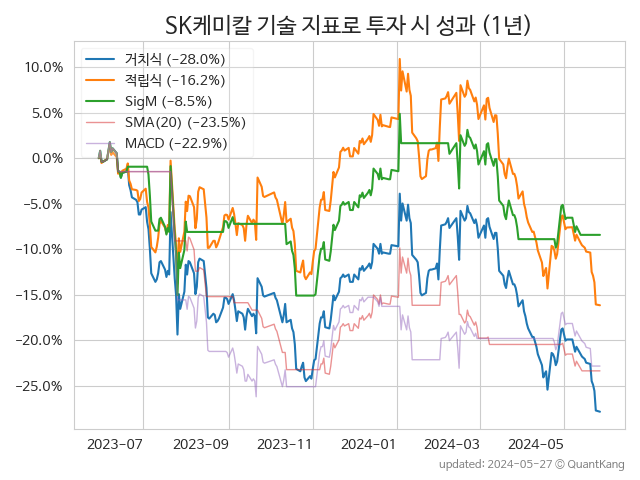 SK케미칼 기술 지표로 투자 시 성과 (1년)
거치식 (−28.0%)
적립식 (−16.2%)
SigM (−8.5%)
SMA(20) (−23.5%)
MACD (−22.9%)
10.0%
5.0%
0.0%
−5.0%
−10.0%
−15.0%
−20.0%
−25.0%
2023−07 2023−09 2023−11 2024−01 2024−03 2024−05
updated: 2024-05-27 © QuantKang